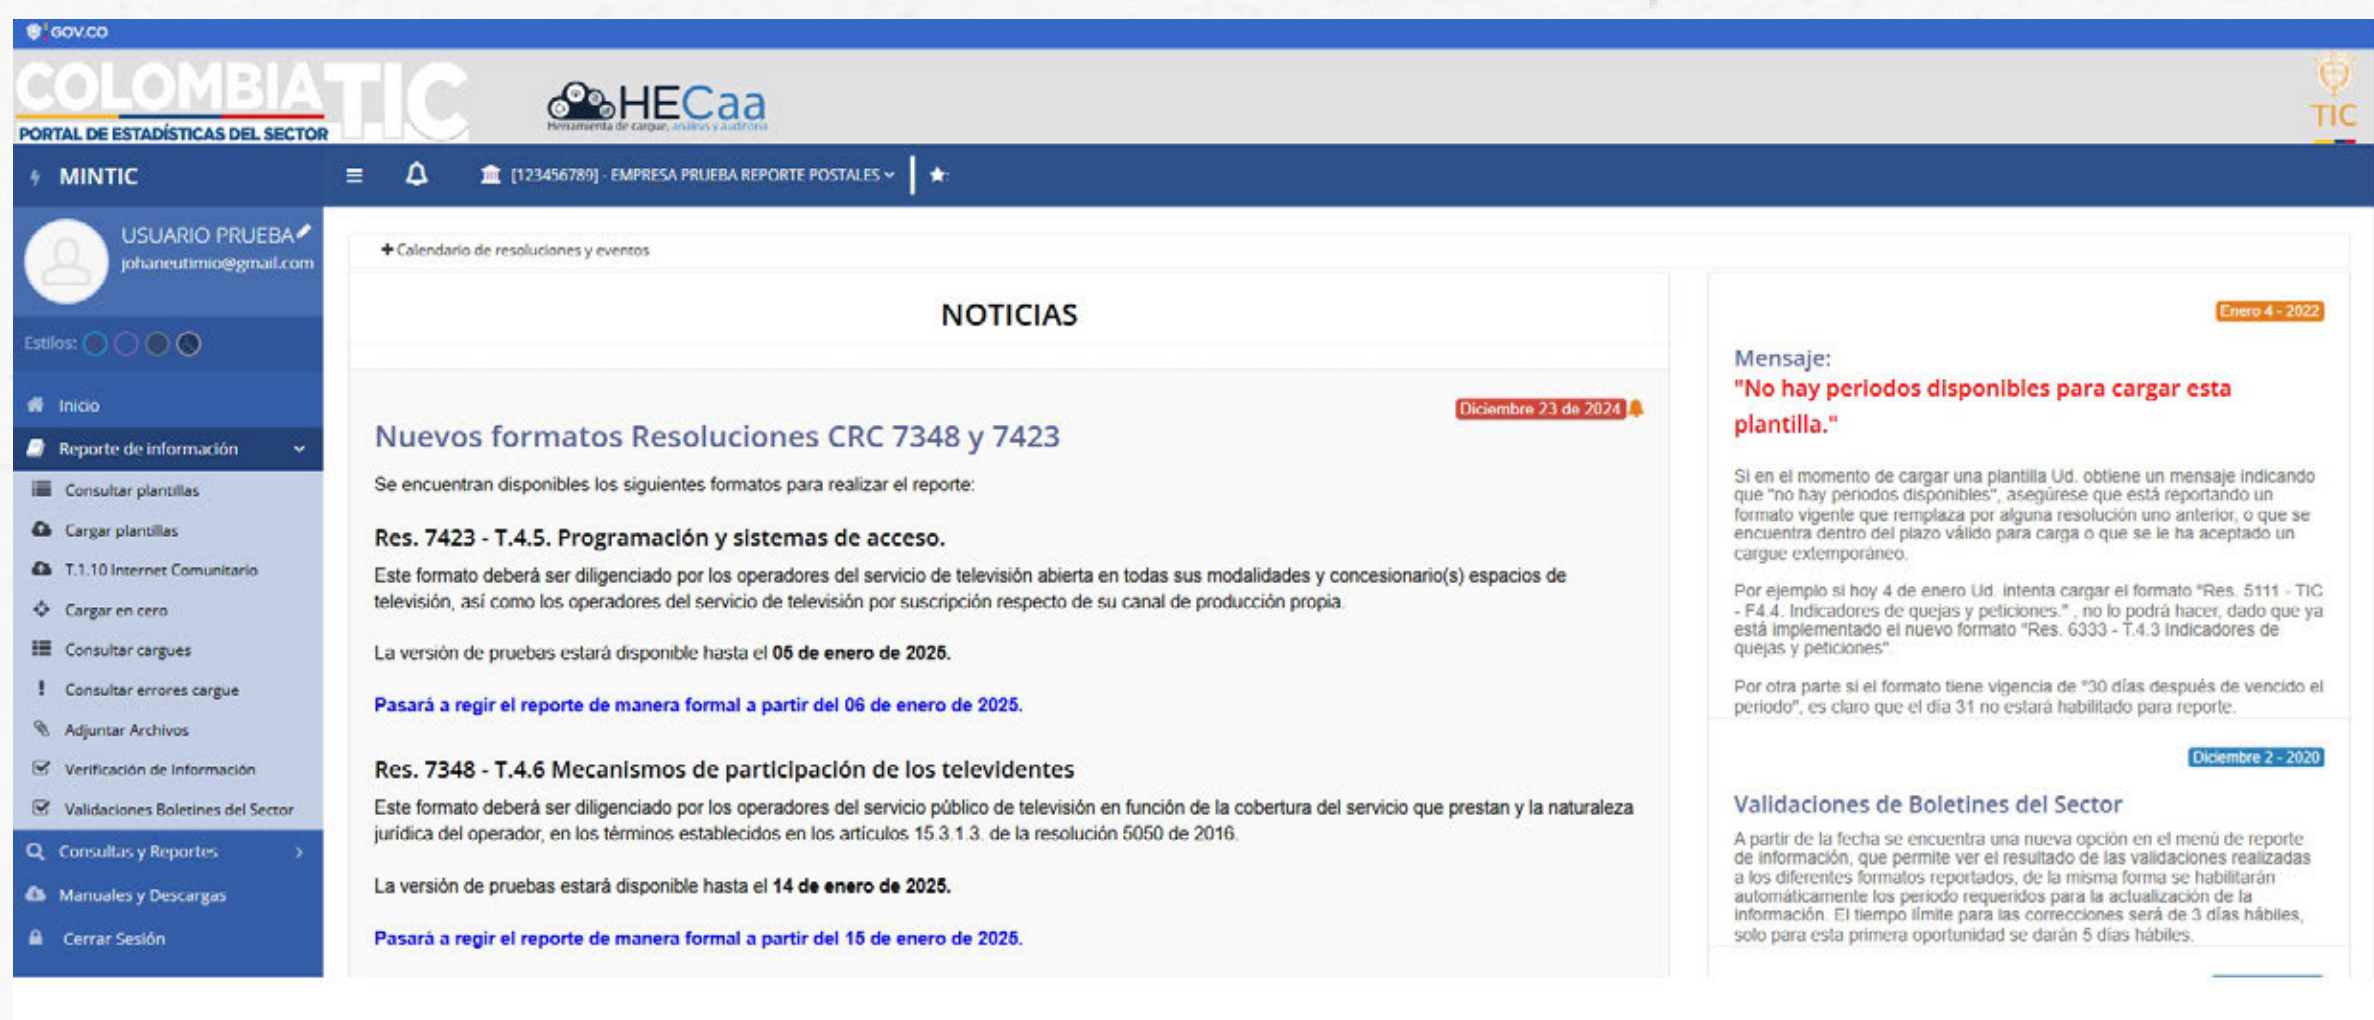 GOV.CO
COLOMBIATIC
PORTAL DE ESTADÍSTICAS DEL SECTOR
HECaa
Herramienta de cargue, análisis y auditoria
TIC
MINTIC
[123456789] - EMPRESA PRUEBA REPORTE POSTALES
USUARIO PRUEBA
johaneutimio@gmail.com
Estilos:
Inicio
Reporte de información
Consultar plantillas
Cargar plantillas
T.1.10 Internet Comunitario
Cargar en cero
Consultar cargues
Consultar errores cargue
Adjuntar Archivos
Verificación de Información
Validaciones Boletines del Sector
Consultas y Reportes
Manuales y Descargas
Cerrar Sesión
Calendario de resoluciones y eventos
NOTICIAS
Diciembre 23 de 2024
Nuevos formatos Resoluciones CRC 7348 y 7423
Se encuentran disponibles los siguientes formatos para realizar el reporte:
Res. 7423 - T.4.5. Programación y sistemas de acceso.
Este formato deberá ser diligenciado por los operadores del servicio de televisión abierta en todas sus modalidades y concesionario(s) espacios de
televisión, así como los operadores del servicio de televisión por suscripción respecto de su canal de producción propia.
La versión de pruebas estará disponible hasta el 05 de enero de 2025.
Pasará a regir el reporte de manera formal a partir del 06 de enero de 2025.
Res. 7348 - T.4.6 Mecanismos de participación de los televidentes
Este formato deberá ser diligenciado por los operadores del servicio público de televisión en función de la cobertura del servicio que prestan y la naturaleza
jurídica del operador, en los términos establecidos en los artículos 15.3.1.3. de la resolución 5050 de 2016.
La versión de pruebas estará disponible hasta el 14 de enero de 2025.
Pasará a regir el reporte de manera formal a partir del 15 de enero de 2025.
Enero 4 - 2022
Mensaje:
"No hay periodos disponibles para cargar esta
plantilla."
Si en el momento de cargar una plantilla Ud. obtiene un mensaje indicando
que "no hay periodos disponibles", asegúrese que está reportando un
formato vigente que remplaza por alguna resolución uno anterior, o que se
encuentra dentro del plazo válido para carga o que se le ha aceptado un
cargue extemporáneo.
Por ejemplo si hoy 4 de enero Ud. intenta cargar el formato "Res. 5111 - TIC
- F4.4. Indicadores de quejas y peticiones." , no lo podrá hacer, dado que ya
está implementado el nuevo formato "Res. 6333 - T.4.3 Indicadores de
quejas y peticiones".
Por otra parte si el formato tiene vigencia de "30 días después de vencido el
periodo", es claro que el día 31 no estará habilitado para reporte.
Diciembre 2 - 2020
Validaciones de Boletines del Sector
A partir de la fecha se encuentra una nueva opción en el menú de reporte
de información, que permite ver el resultado de las validaciones realizadas
a los diferentes formatos reportados, de la misma forma se habilitarán
automáticamente los periodo requeridos para la actualización de la
información. El tiempo límite para las correcciones será de 3 días hábiles,
solo para esta primera oportunidad se darán 5 días hábiles.